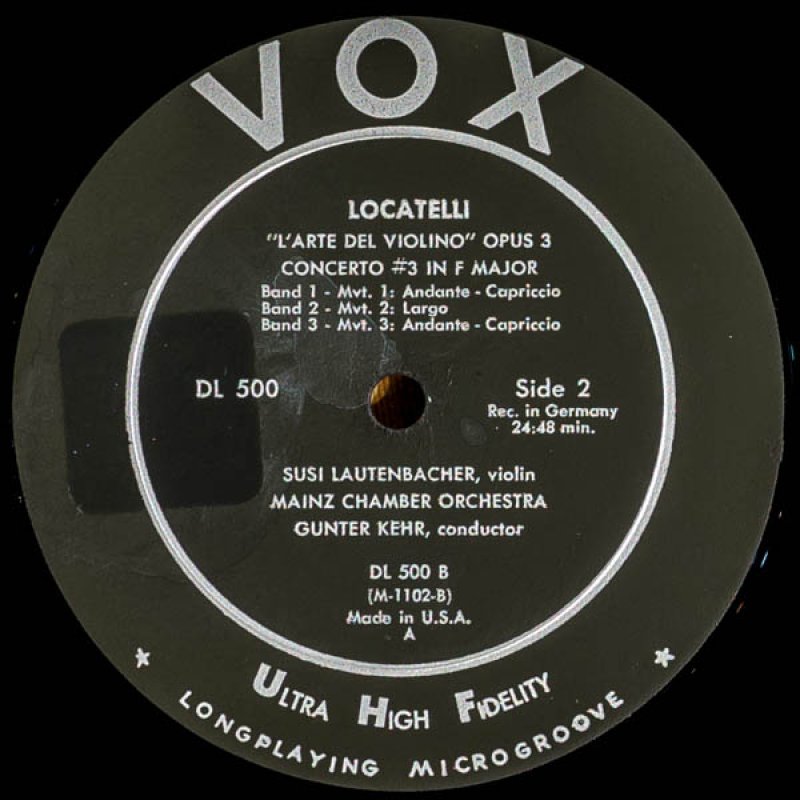 VOX
LOCATELLI
"L'ARTE DEL VIOLINO" OPUS 3
CONCERTO #3 IN F MAJOR
Band 1 - Mvt. 1: Andante - Capriccio
Band 2 - Mvt. 2: Largo
Band 3 - Mvt. 3: Andante - Capriccio
DL 500
Side 2
Rec. in Germany
24:48 min.
SUSI LAUTENBACHER, violin
MAINZ CHAMBER ORCHESTRA
GUNTER KEHR, conductor
DL 500 B
(M-1102-B)
Made in U.S.A.
A
ULTRA HIGH FIDELITY
LONGPLAYING MICROGROOVE